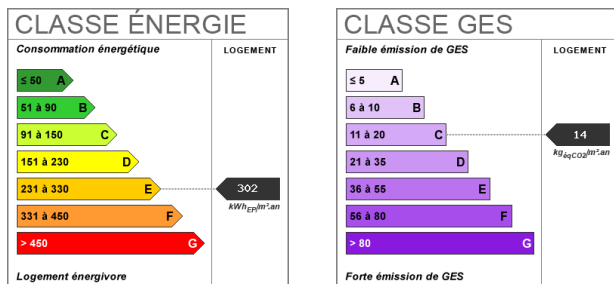 CLASSE ÉNERGIE
Consommation énergétique
LOGEMENT
≤ 50 A
51 à 90 B
91 à 150 C
151 à 230 D
231 à 330 E
302
kWhEP/m².an
331 à 450 F
> 450 G
Logement énergivore
CLASSE GES
Faible émission de GES
LOGEMENT
≤ 5 A
6 à 10 B
11 à 20 C
14
kgéqCO2/m².an
21 à 35 D
36 à 55 E
56 à 80 F
> 80 G
Forte émission de GES